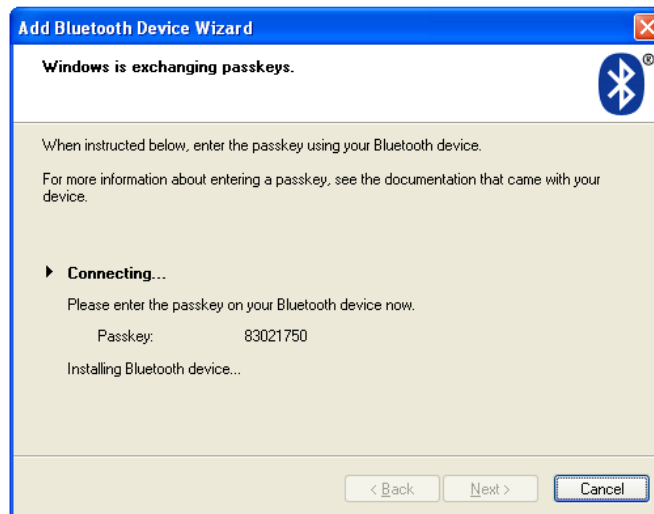 Add Bluetooth Device Wizard
Windows is exchanging passkeys.
®
When instructed below, enter the passkey using your Bluetooth device.
For more information about entering a passkey, see the documentation that came with your
device.
Connecting...
Please enter the passkey on your Bluetooth device now.
Passkey: 83021750
Installing Bluetooth device...
< Back Next > Cancel